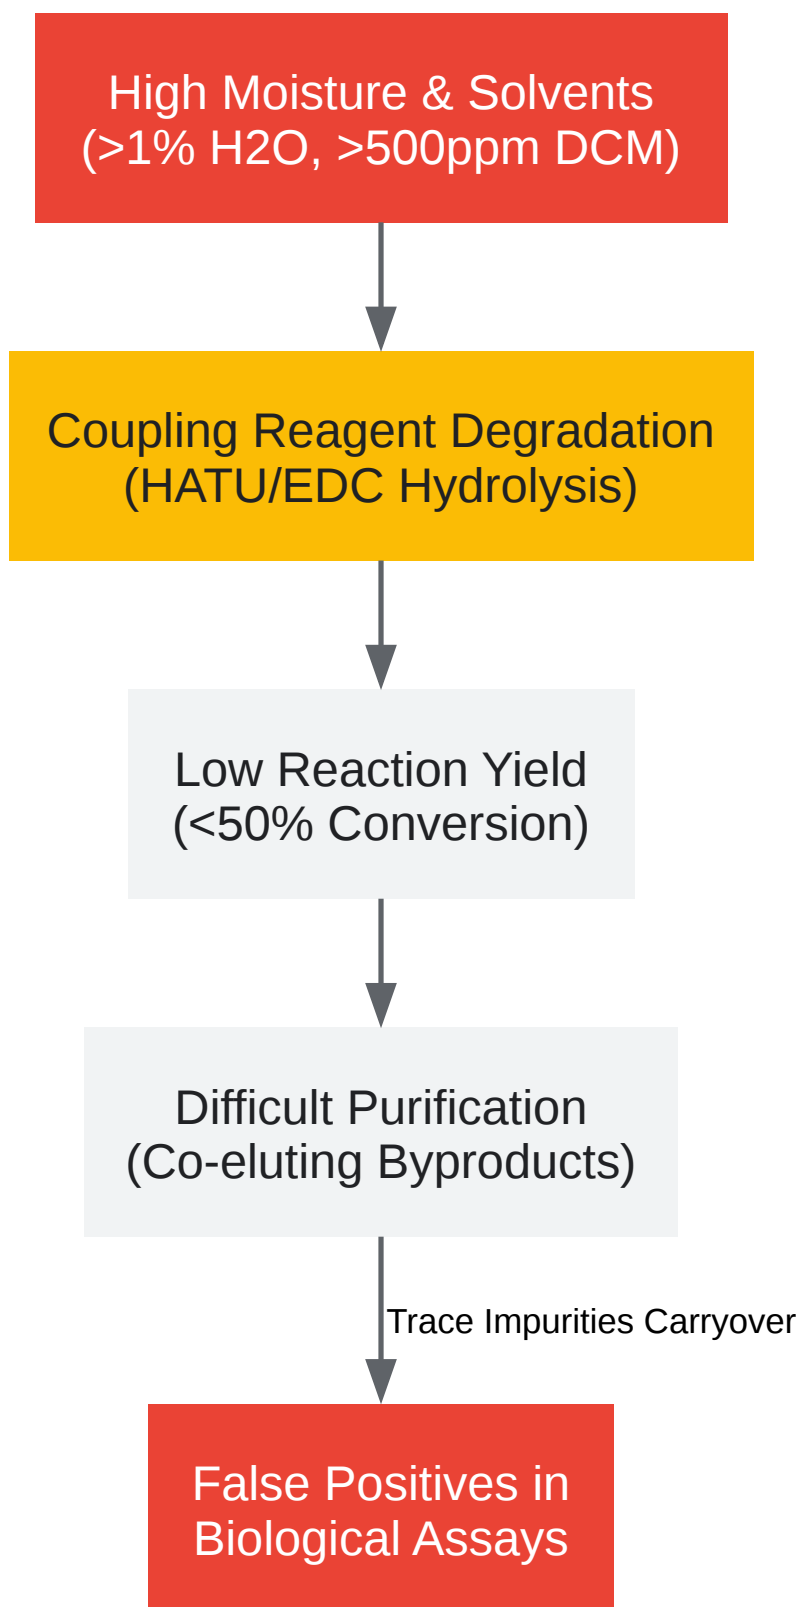 High Moisture & Solvents
(>1% H2O, >500ppm DCM)
Coupling Reagent Degradation
(HATU/EDC Hydrolysis)
Low Reaction Yield
(<50% Conversion)
Difficult Purification
(Co-eluting Byproducts)
Trace Impurities Carryover
False Positives in
Biological Assays